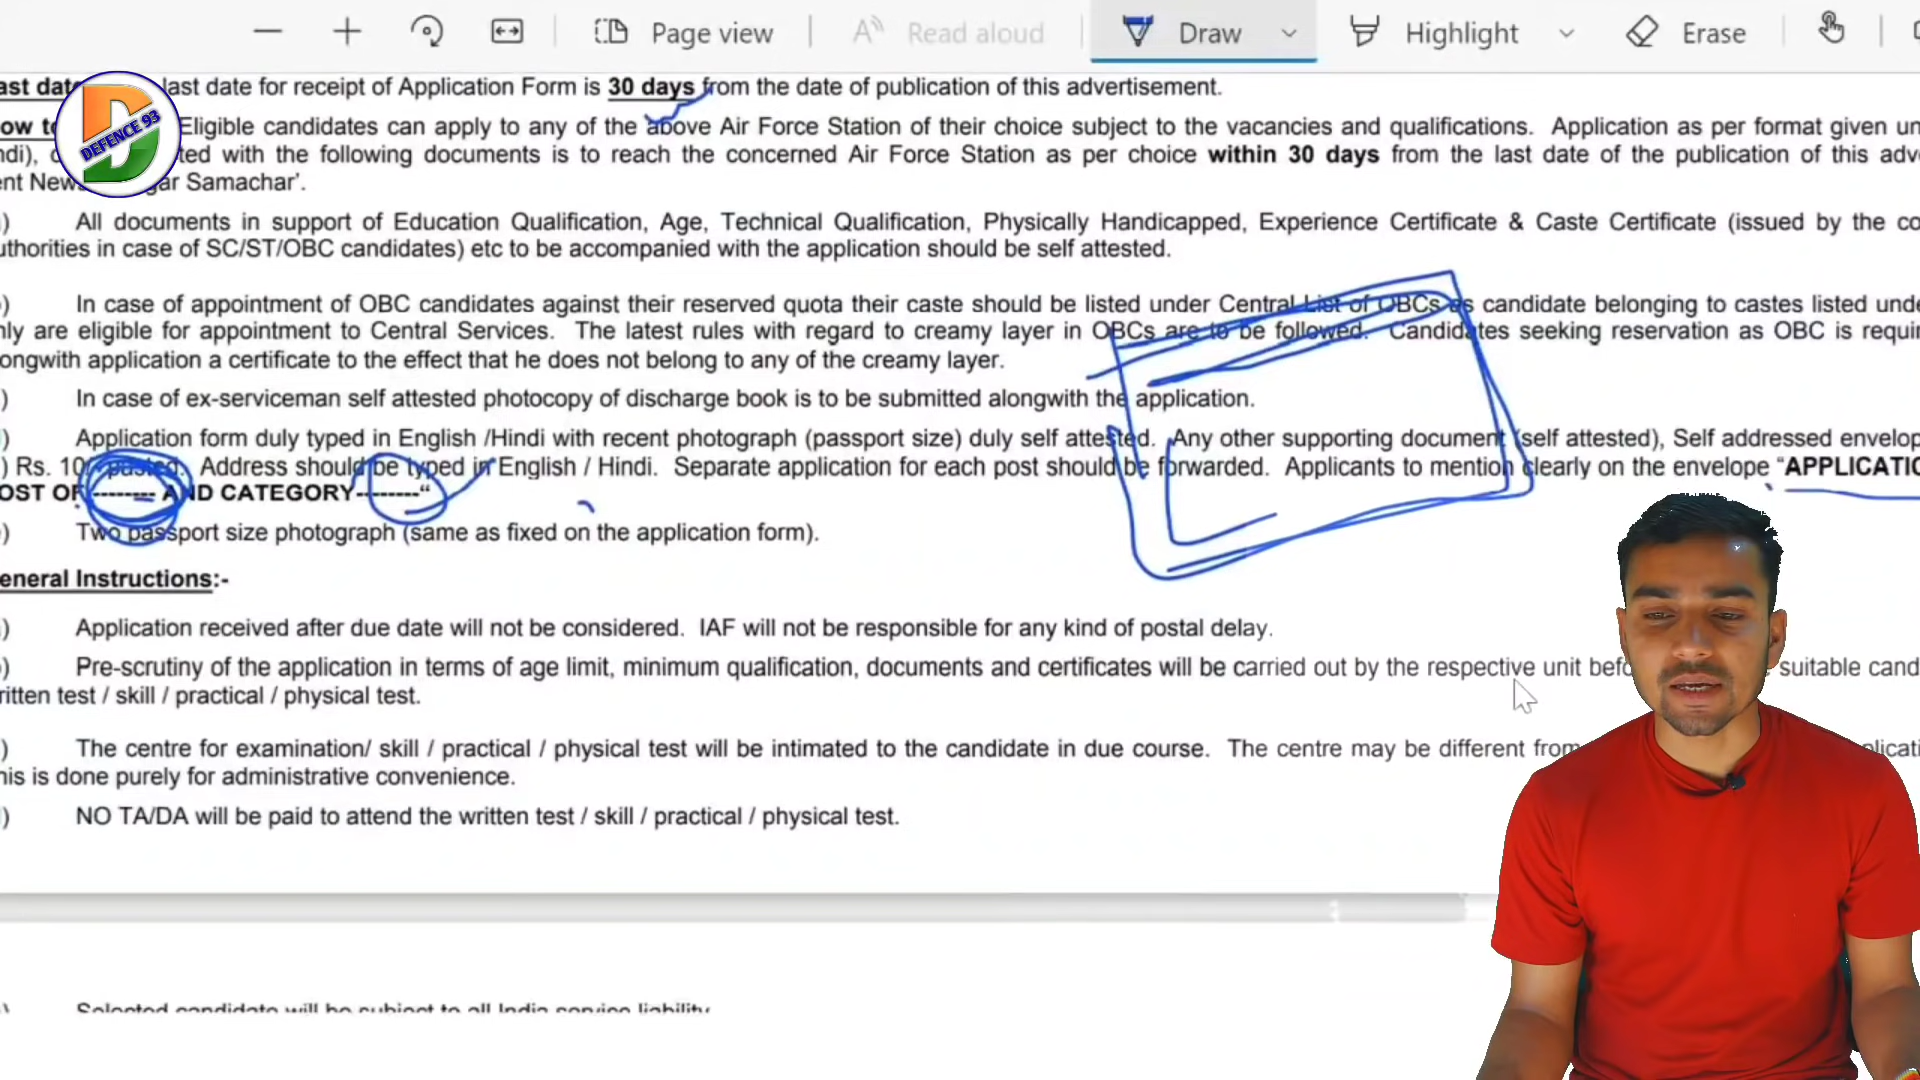 Page view Read aloud Draw Highlight Erase
last date for receipt of Application Form is 30 days from the date of publication of this advertisement.
DEFENCE 93
Eligible candidates can apply to any of the above Air Force Station of their choice subject to the vacancies and qualifications. Application as per format given
with the following documents is to reach the concerned Air Force Station as per choice within 30 days from the last date of the publication of this
Samachar'.
All documents in support of Education Qualification, Age, Technical Qualification, Physically Handicapped, Experience Certificate & Caste Certificate (issued by the
in case of SC/ST/OBC candidates) etc to be accompanied with the application should be self attested.
In case of appointment of OBC candidates against their reserved quota their caste should be listed under Central List of OBCs as candidate belonging to castes listed
are eligible for appointment to Central Services. The latest rules with regard to creamy layer in OBCs are to be followed. Candidates seeking reservation as OBC is
application a certificate to the effect that he does not belong to any of the creamy layer.
In case of ex-serviceman self attested photocopy of discharge book is to be submitted alongwith the application.
Application form duly typed in English /Hindi with recent photograph (passport size) duly self attested. Any other supporting document (self attested), Self addressed
Rs. 10/- pasted. Address should be typed in English / Hindi. Separate application for each post should be forwarded. Applicants to mention clearly on the envelope “
OF -------- AND CATEGORY--------“
Two passport size photograph (same as fixed on the application form).
Instructions:-
Application received after due date will not be considered. IAF will not be responsible for any kind of postal delay.
Pre-scrutiny of the application in terms of age limit, minimum qualification, documents and certificates will be carried out by the respective unit suitable
test / skill / practical / physical test.
The centre for examination/ skill / practical / physical test will be intimated to the candidate in due course. The centre may be different
is done purely for administrative convenience.
NO TA/DA will be paid to attend the written test / skill / practical / physical test.
Selected candidate will be subject to all India service liability